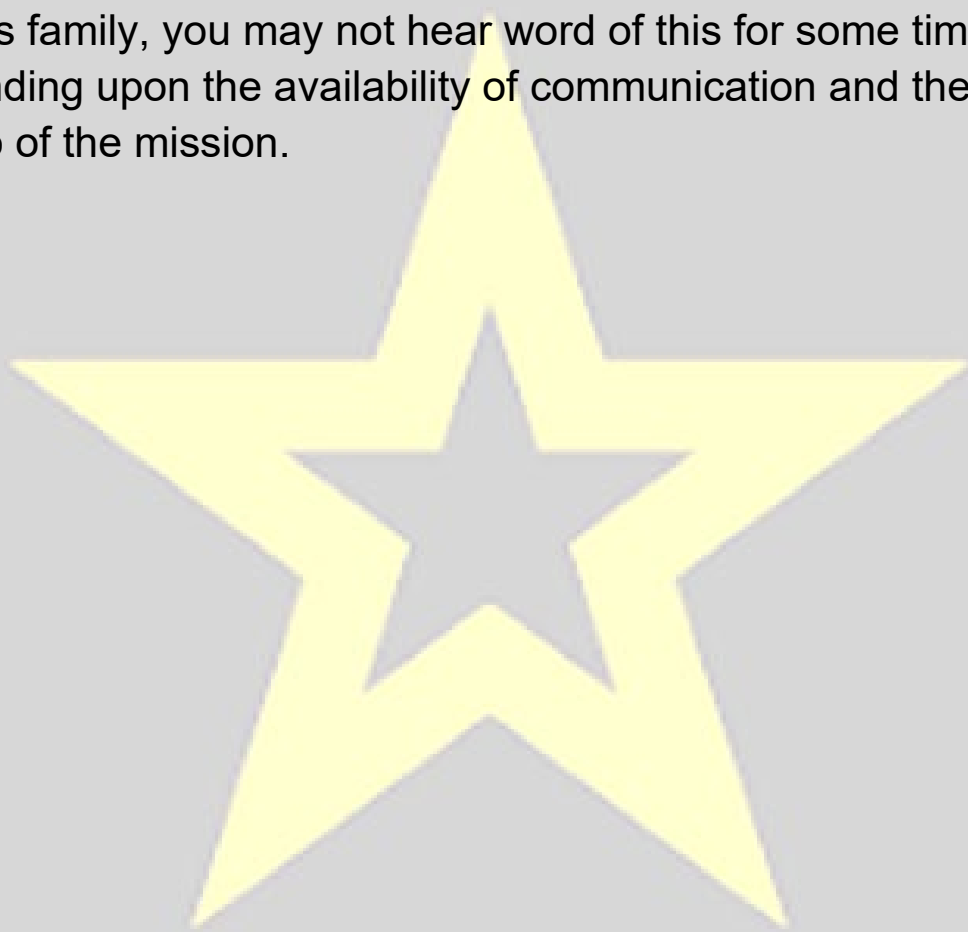 s family, you may not hear word of this for some tim
nding upon the availability of communication and the
of the mission.